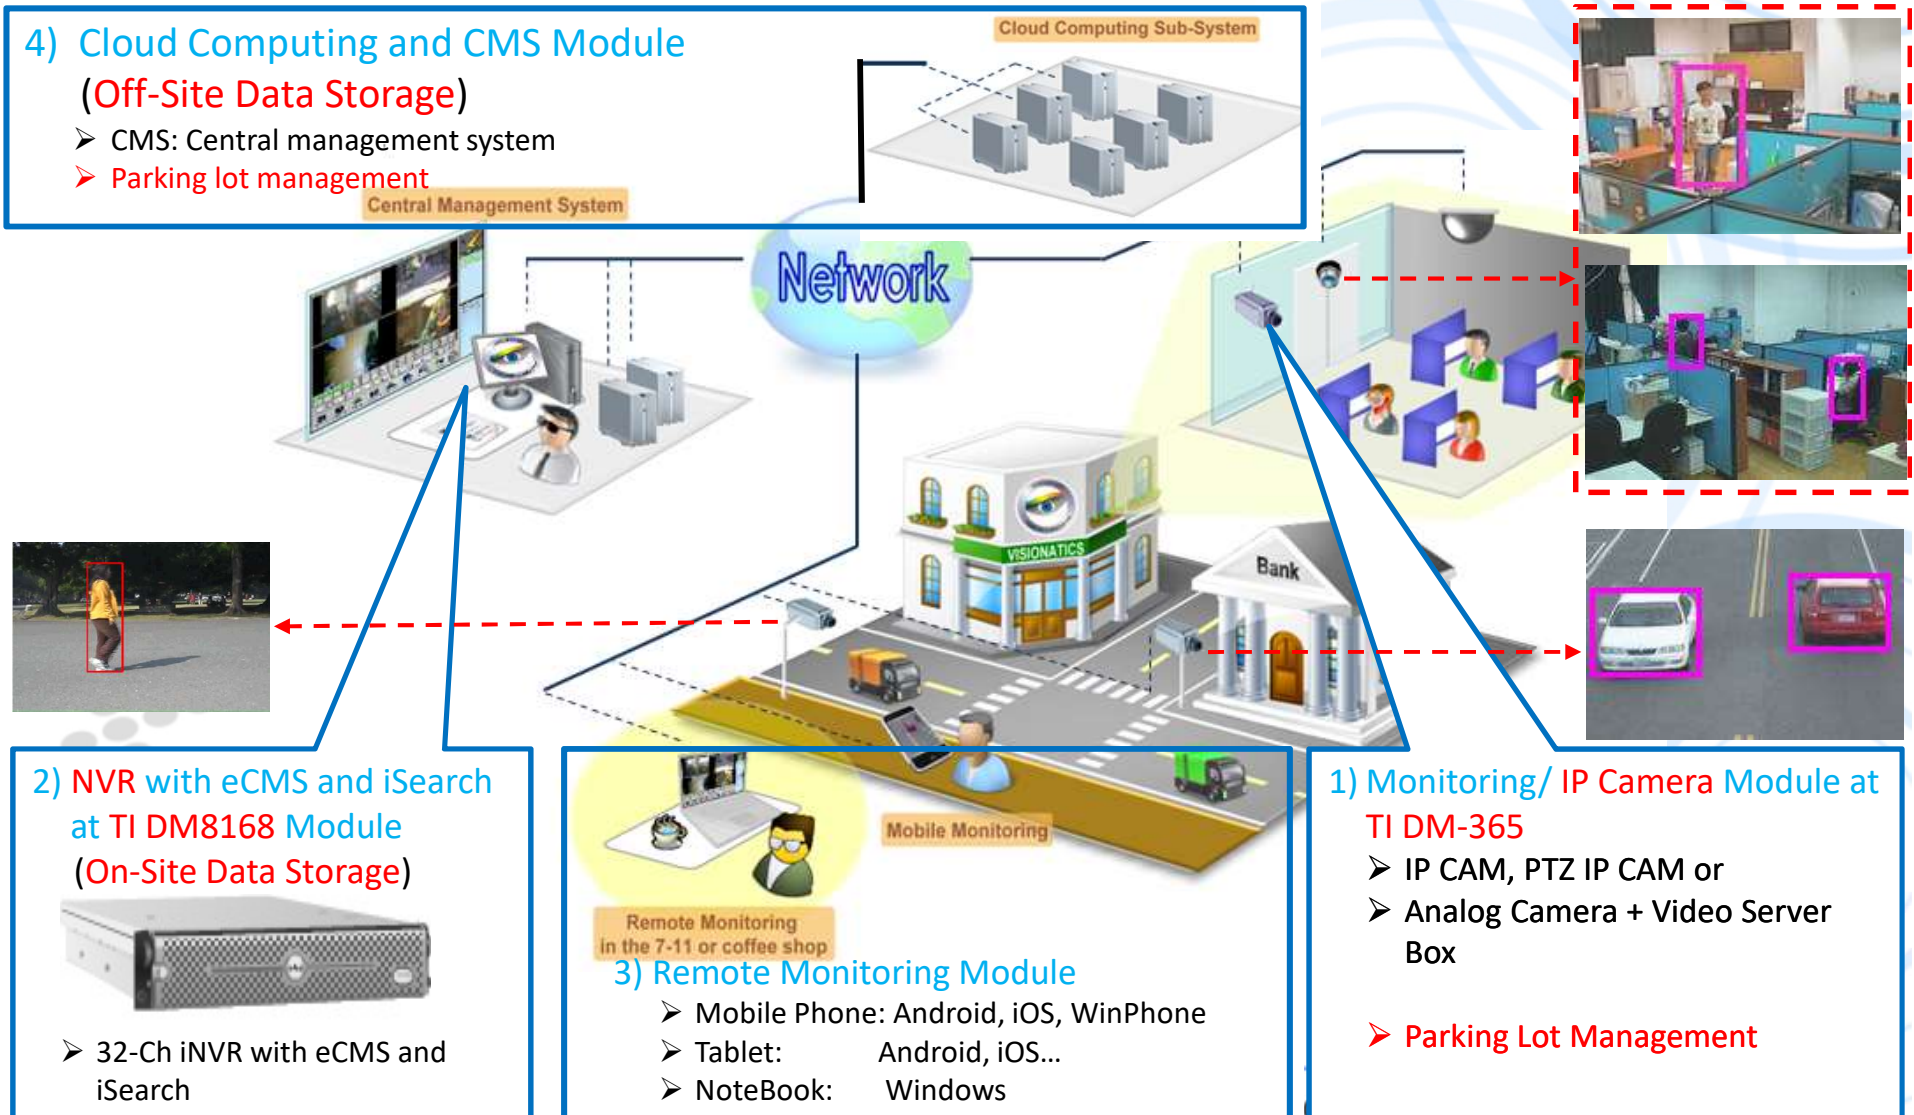 4) Cloud Computing and CMS Module
(Off-Site Data Storage)
➢ CMS: Central management system
➢ Parking lot management
Cloud Computing Sub-System
Central Management System
Network
VISIONATICS
Bank
Mobile Monitoring
Remote Monitoring
in the 7-11 or coffee shop
2) NVR with eCMS and iSearch
at TI DM8168 Module
(On-Site Data Storage)
➢ 32-Ch iNVR with eCMS and
iSearch
3) Remote Monitoring Module
➢ Mobile Phone: Android, iOS, WinPhone
➢ Tablet: Android, iOS...
➢ NoteBook: Windows
1) Monitoring/ IP Camera Module at
TI DM-365
➢ IP CAM, PTZ IP CAM or
➢ Analog Camera + Video Server
Box
➢ Parking Lot Management